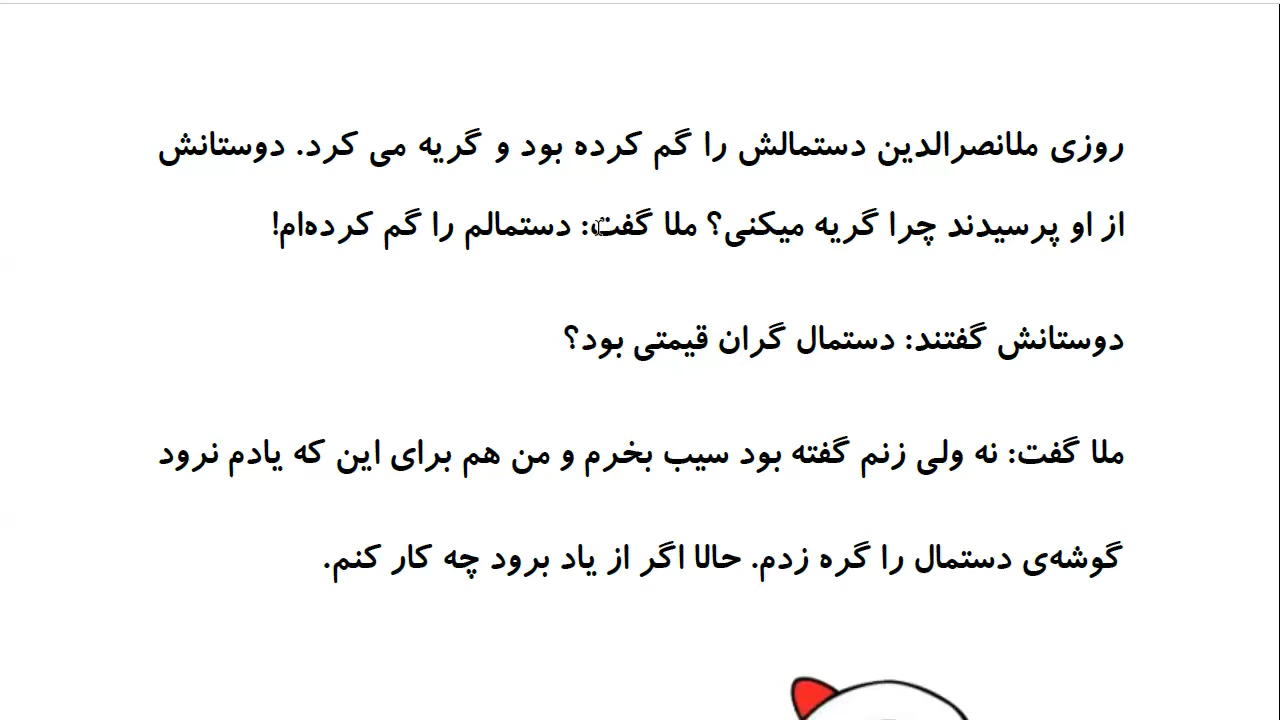 روزی ملانصرالدین دستمالش را گم کرده بود و گریه می کرد. دوستانش
از او پرسیدند چرا گریه میکنی؟ ملا گفت: دستمالم را گم کرده‌ام!
دوستانش گفتند: دستمال گران قیمتی بود؟
ملا گفت: نه ولی زنم گفته بود سیب بخرم و من هم برای این که یادم نرود
گوشه‌ی دستمال را گره زدم. حالا اگر از یاد برود چه کار کنم.